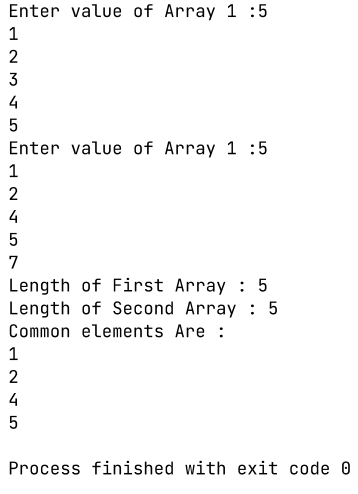 Enter value of Array 1 :5
1
2
3
4
5
Enter value of Array 1 :5
1
2
4
5
7
Length of First Array : 5
Length of Second Array : 5
Common elements Are :
1
2
4
5
Process finished with exit code 0